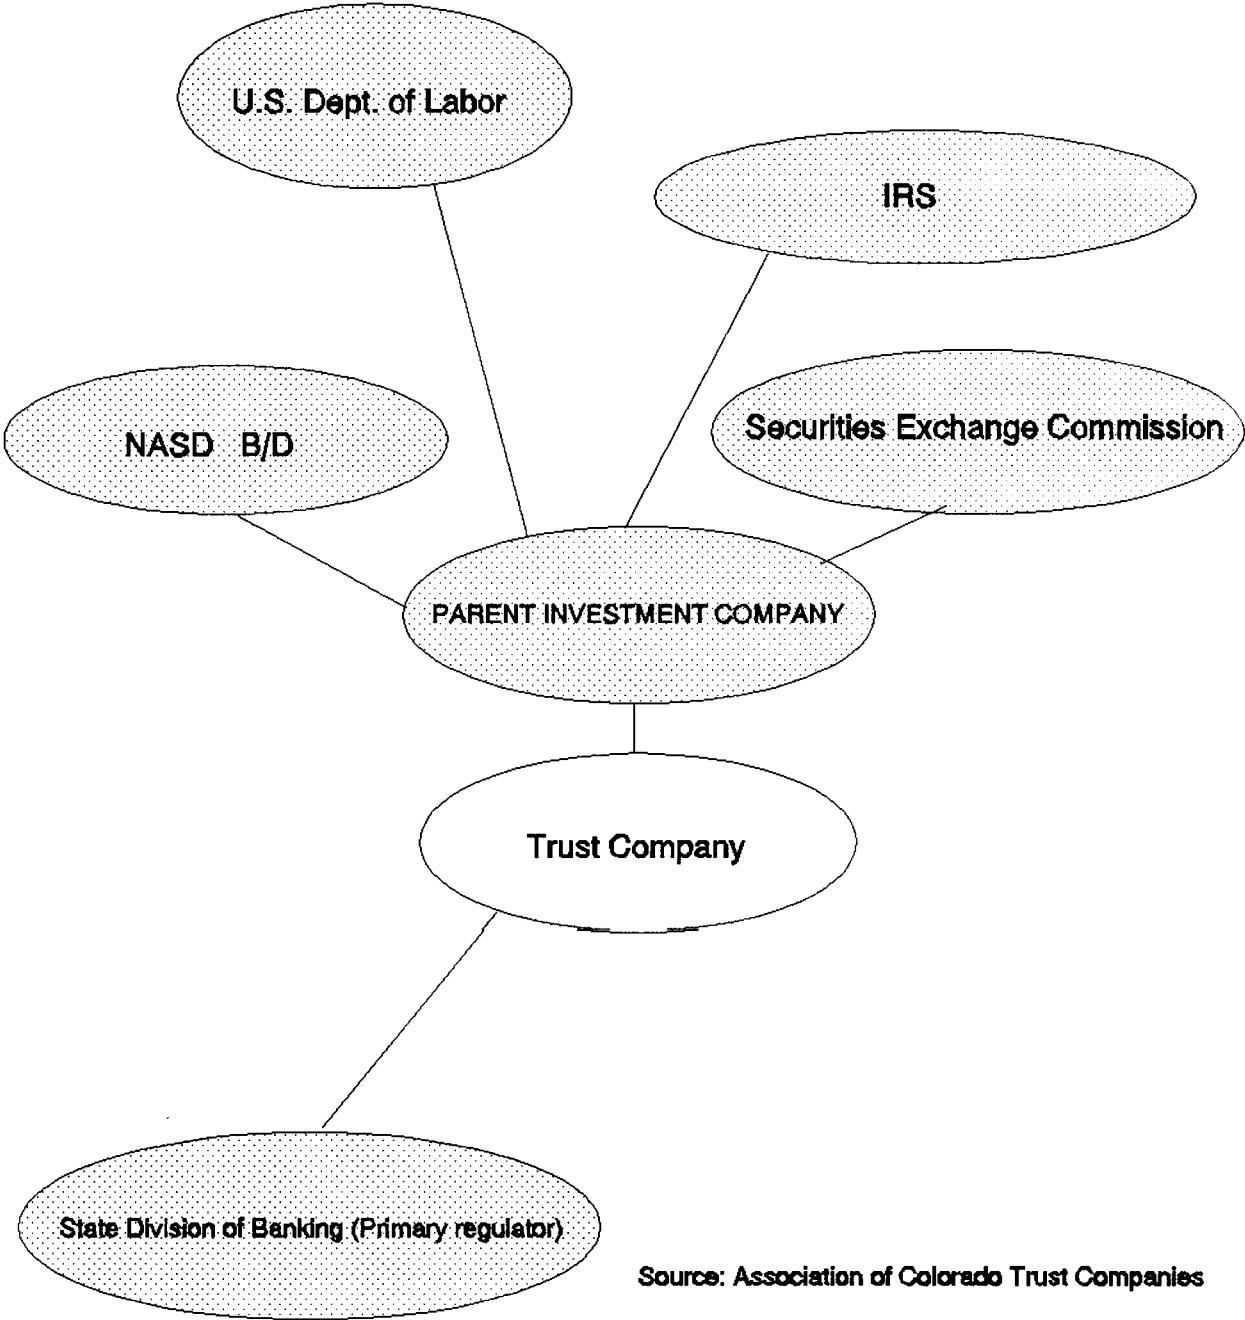 U.S. Dept. of Labor
IRS
Securities Exchange Commission
NASD B/D
PARENT INVESTMENT COMPANY
Trust Company
State Division of Banking (Primary regulator)
Source: Association of Colorado Trust Companies